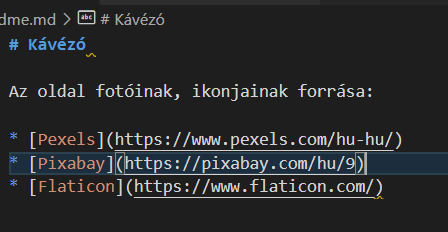 dme.md > abc # Kávézó
# Kávézó
Az oldal fotóinak, ikonjainak forrása:
* [Pexels](https://www.pexels.com/hu-hu/)
* [Pixabay](https://pixabay.com/hu/9)
* [Flaticon](https://www.flaticon.com/)